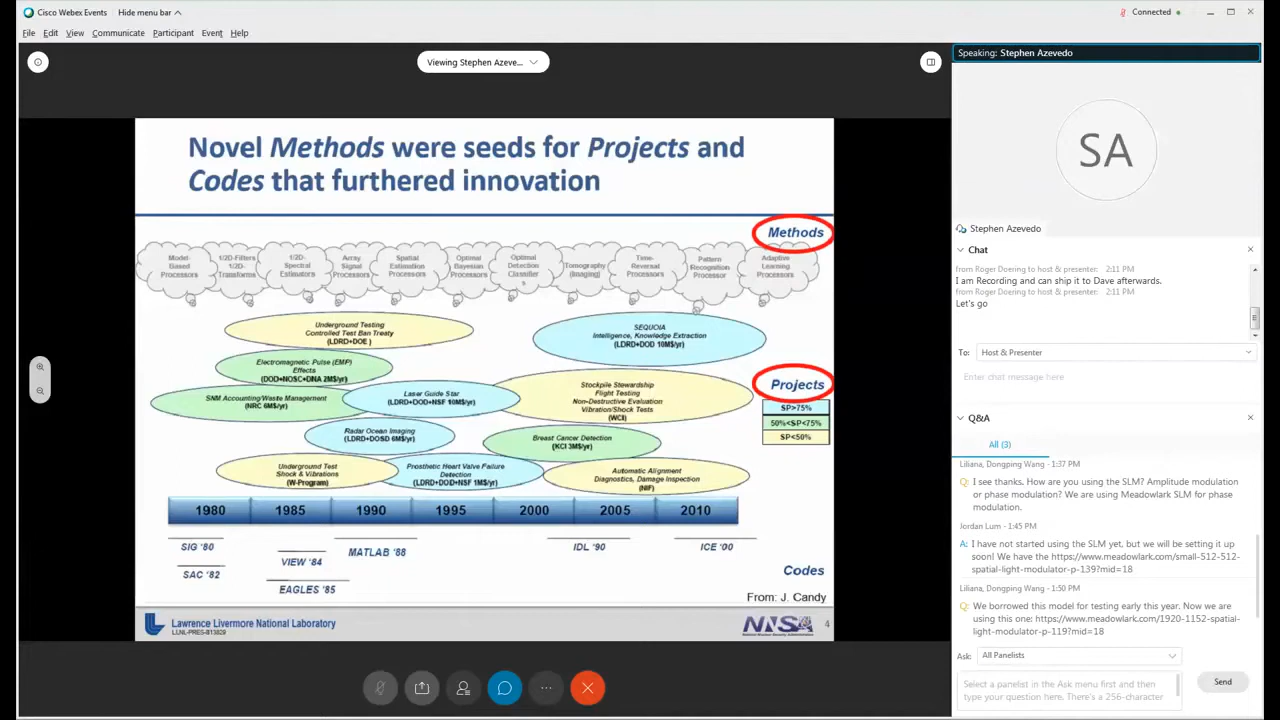 Cisco Webex Events
Hide menu bar
Connected
File Edit View Communicate Participant Event Help
Viewing Stephen Azeve...
Speaking: Stephen Azevedo
SA
Stephen Azevedo
Novel Methods were seeds for Projects and
Codes that furthered innovation
Methods
Model-
Based
Processors
1/2D-Filters
1/2D-
Transforms
1/2D-
Spectral
Estimators
Array
Signal
Processors
Spatial
Estimation
Processors
Optimal
Bayesian
Processors
Optimal
Detection
Classifier
s
Tomography
(Imaging)
Time-
Reversal
Processors
Pattern
Recognition
Processor
Adaptive
Learning
Processors
Underground Testing
Controlled Test Ban Treaty
(LDRD+DOE )
SEQUOIA
Intelligence, Knowledge Extraction
(LDRD+DOD 10M$/yr)
Electromagnetic Pulse (EMP)
Effects
(DOD+NOSC+DNA 2M$/yr)
Projects
SNM Accounting/Waste Management
(NRC 6M$/yr)
Laser Guide Star
(LDRD+DOD+NSF 10M$/yr)
Stockpile Stewardship
Flight Testing
Non-Destructive Evaluation
Vibration/Shock Tests
(WCI)
SP>75%
50%<SP<75%
SP<50%
Radar Ocean Imaging
(LDRD+DOSD 6M$/yr)
Breast Cancer Detection
(KCI 3M$/yr)
Underground Test
Shock & Vibrations
(W-Program)
Prosthetic Heart Valve Failure
Detection
(LDRD+DOD+NSF 1M$/yr)
Automatic Alignment
Diagnostics, Damage Inspection
(NIF)
1980 1985 1990 1995 2000 2005 2010
SIG '80
SAC '82
VIEW '84
EAGLES '85
MATLAB '88
IDL '90
ICE '00
Codes
From: J. Candy
Lawrence Livermore National Laboratory
LLNL-PRES-813829
NNSA
National Nuclear Security Administration
4
Chat
from Roger Doering to host & presenter: 2:11 PM
I am Recording and can ship it to Dave afterwards.
from Roger Doering to host & presenter: 2:11 PM
Let's go
To: Host & Presenter
Enter chat message here
Q&A
All (3)
Liliana, Dongping Wang - 1:37 PM
Q: I see thanks. How are you using the SLM? Amplitude modulation
or phase modulation? We are using Meadowlark SLM for phase
modulation.
Jordan Lum - 1:45 PM
A: I have not started using the SLM yet, but we will be setting it up
soon! We have the https://www.meadowlark.com/small-512-512-
spatial-light-modulator-p-139?mid=18
Liliana, Dongping Wang - 1:50 PM
Q: We borrowed this model for testing early this year. Now we are
using this one: https://www.meadowlark.com/1920-1152-spatial-
light-modulator-p-119?mid=18
Ask: All Panelists
Select a panelist in the Ask menu first and then
type your question here. There's a 256-character
Send